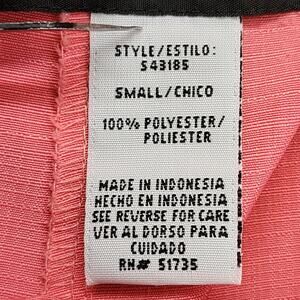 STYLE/ESTILO:
S43185
SMALL/CHICO
100% POLYESTER/
POLIESTER
MADE IN INDONESIA
HECHO EN INDONESIA
SEE REVERSE FOR CARE
VER AL DORSO PARA
CUIDADO
RN# 51735